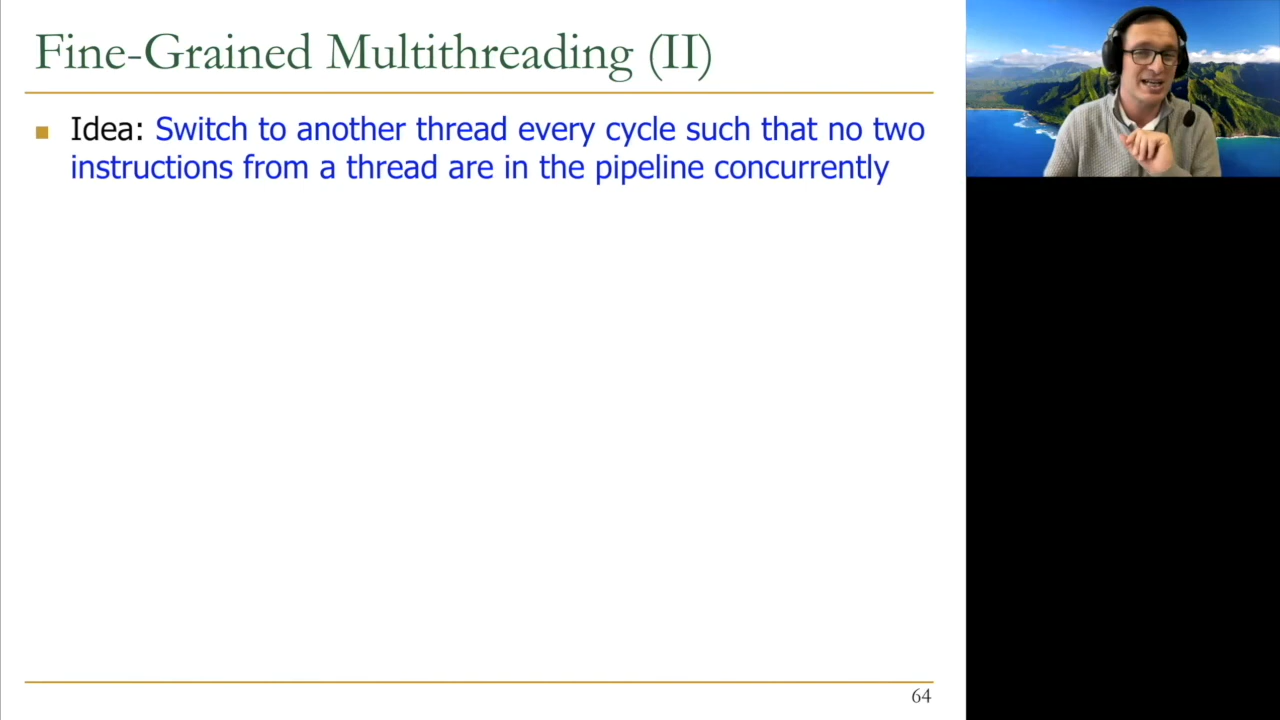 Fine-Grained Multithreading (II)
Idea: Switch to another thread every cycle such that no two
instructions from a thread are in the pipeline concurrently
64